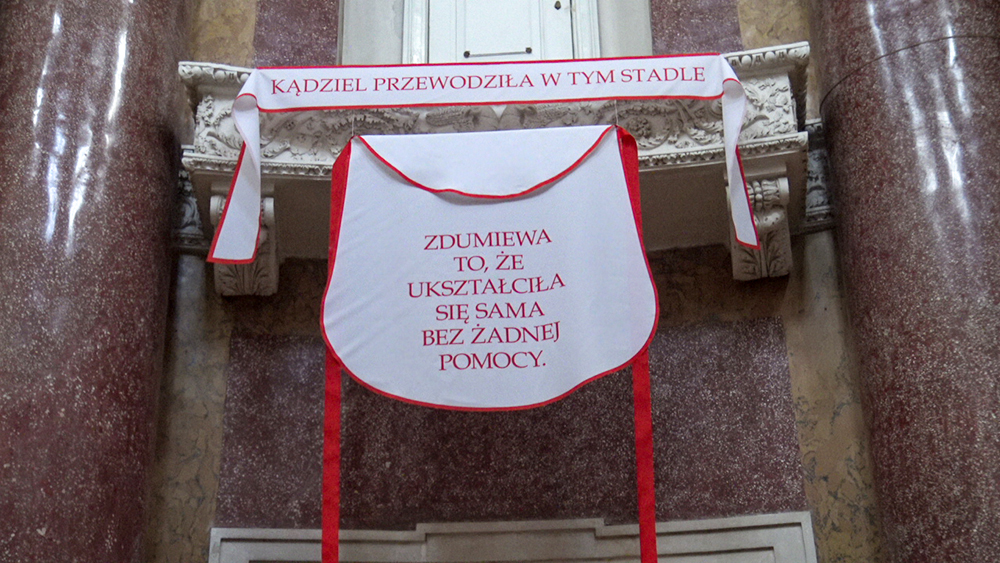 KĄDZIEL PRZEWODZIŁA W TYM STADLE
ZDUMIEWA
TO, ŻE
UKSZTAŁCIŁA
SIĘ SAMA
BEZ ŻADNEJ
POMOCY.